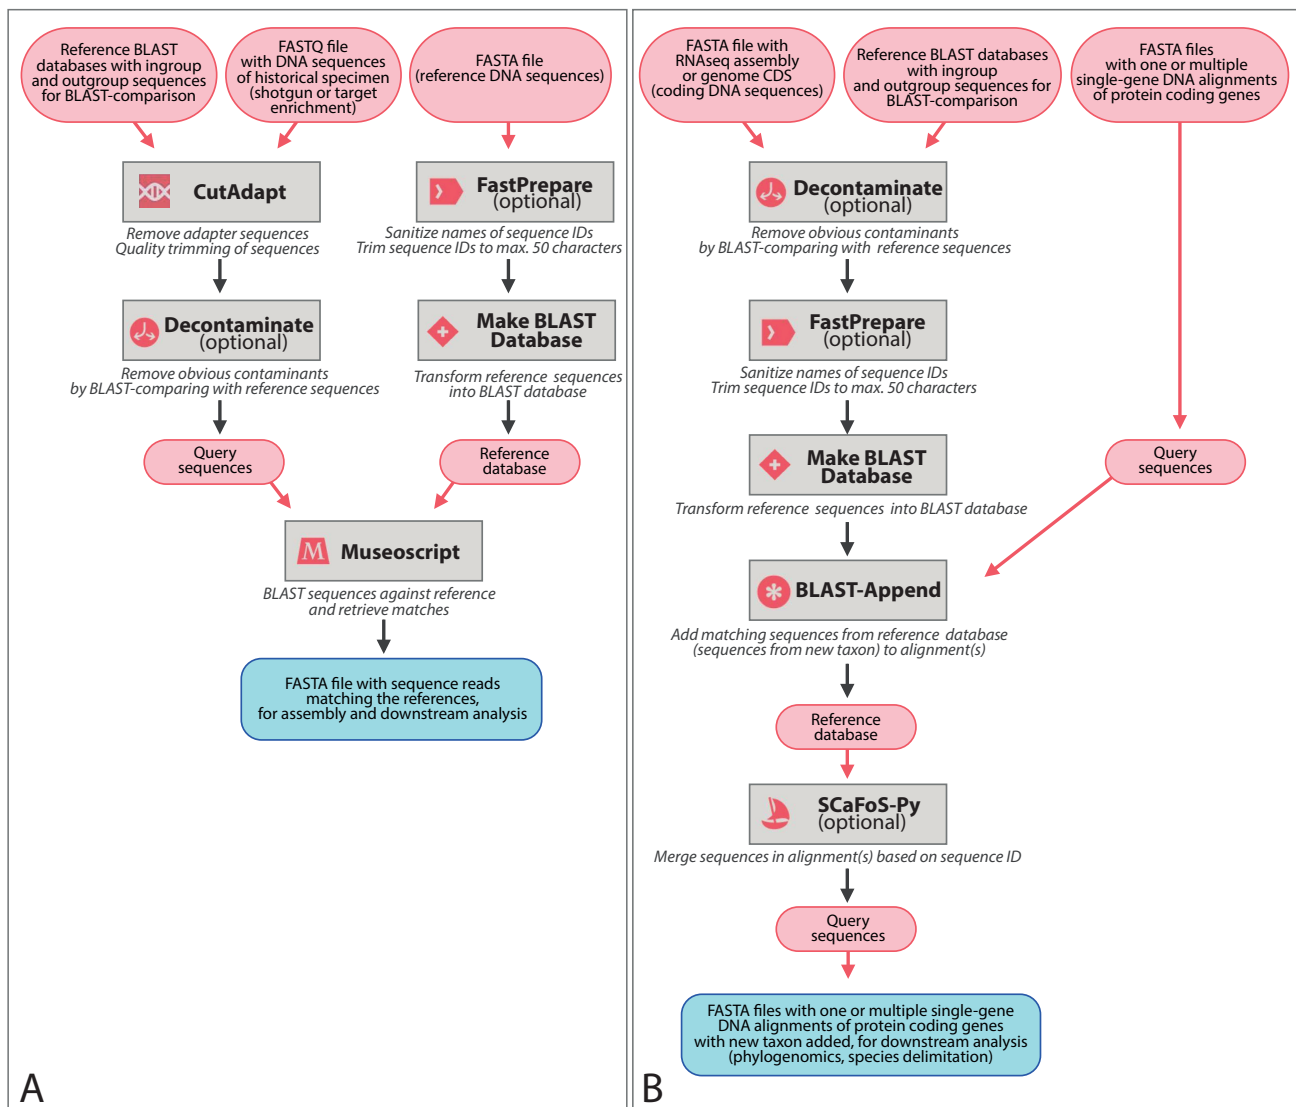 Reference BLAST
databases with ingroup
and outgroup sequences
for BLAST-comparison
FASTQ file
with DNA sequences
of historical specimen
(shotgun or target
enrichment)
FASTA file
(reference DNA sequences)
CutAdapt
Remove adapter sequences
Quality trimming of sequences
FastPrepare
(optional)
Sanitize names of sequence IDs
Trim sequence IDs to max. 50 characters
Decontaminate
(optional)
Remove obvious contaminants
by BLAST-comparing with reference sequences
Make BLAST
Database
Transform reference sequences
into BLAST database
Query
sequences
Reference
database
M
Museoscript
BLAST sequences against reference
and retrieve matches
FASTA file with sequence reads
matching the references,
for assembly and downstream analysis
A
FASTA file with
RNAseq assembly
or genome CDS
(coding DNA sequences)
Reference BLAST databases
with ingroup
and outgroup sequences for
BLAST-comparison
FASTA files
with one or multiple
single-gene DNA alignments
of protein coding genes
Decontaminate
(optional)
Remove obvious contaminants
by BLAST-comparing with reference sequences
FastPrepare
(optional)
Sanitize names of sequence IDs
Trim sequence IDs to max. 50 characters
Make BLAST
Database
Transform reference sequences into BLAST database
Query
sequences
BLAST-Append
Add matching sequences from reference database
(sequences from new taxon) to alignment(s)
Reference
database
SCaFoS-Py
(optional)
Merge sequences in alignment(s) based on sequence ID
Query
sequences
FASTA files with one or multiple single-gene
DNA alignments of protein coding genes
with new taxon added, for downstream analysis
(phylogenomics, species delimitation)
B